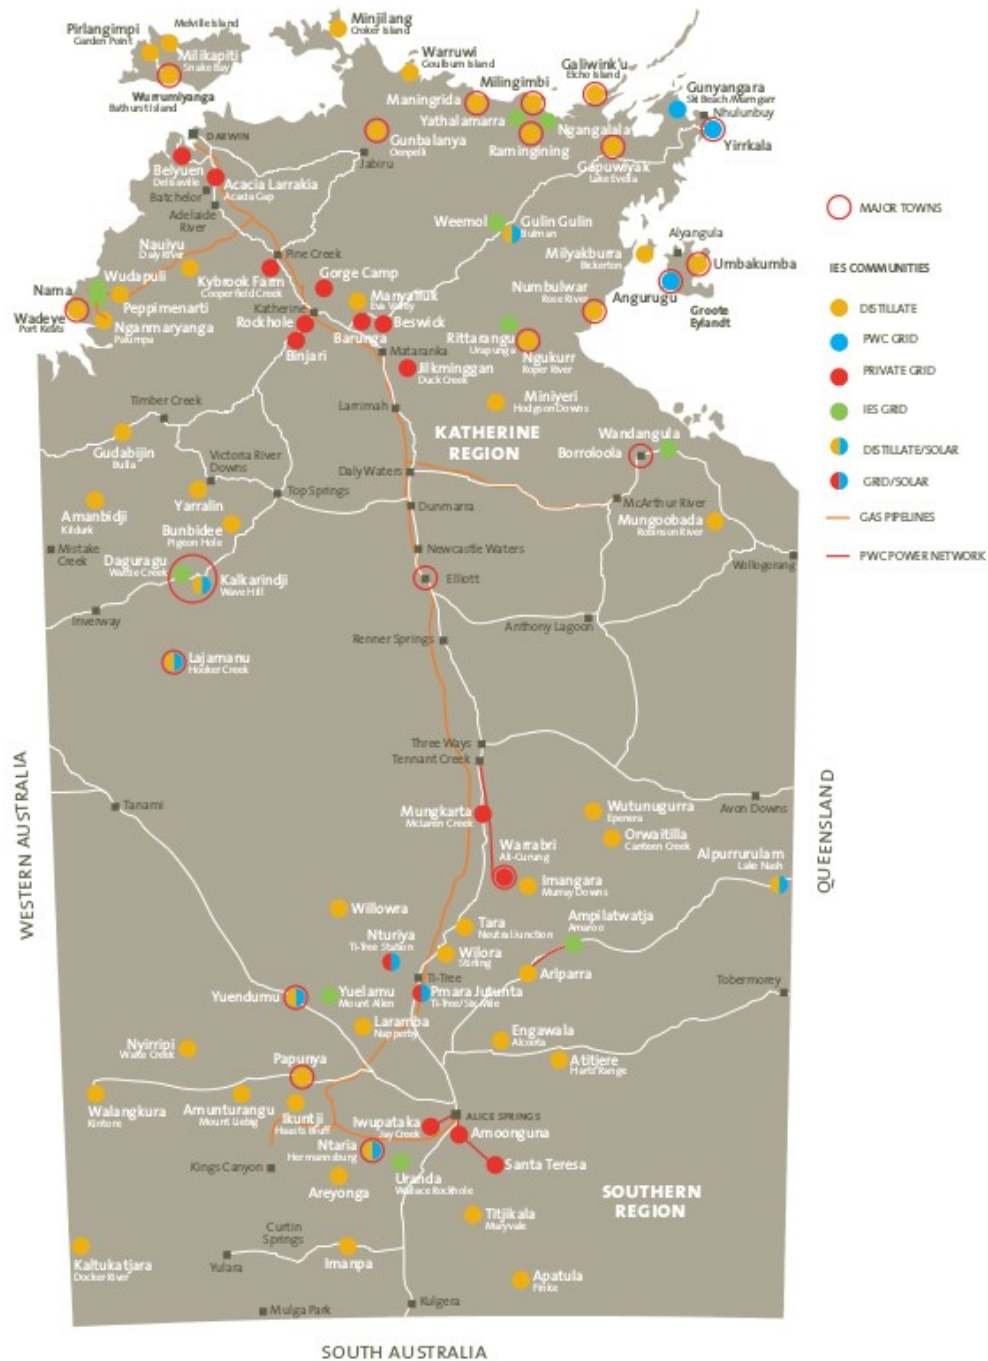 Pirlangimpi
Garden Point
Melville Island
Milikapiti
Snake Bay
Wurrumiyanga
Bathurst Island
Minjilang
Croker Island
Warruwi
Goulburn Island
Galiwink'u
Elcho Island
Milingimbi
Maningrida
Yathalamarra
Ramingining
Ngangalala
Gapuwiyak
Lake Evella
Gunyangara
Ski Beach/Marngarr
Nhulunbuy
Yirrkala
DARWIN
Gunbalanya
Oenpelli
Jabiru
Belyuen
Delissaville
Acacia Larrakia
Acacia Gap
Batchelor
Adelaide
River
Weemol
Gulin Gulin
Bulman
Milyakburra
Bickerton
Alyangula
Umbakumba
Angurugu
Groote
Eylandt
Numbulwar
Rose River
Nauiyu
Daly River
Pine Creek
Kybrook Farm
Cooperfield Creek
Gorge Camp
Nama
Wudapuli
Peppimenarti
Wadeye
Port Keats
Nganmaryanga
Palumpa
Manyalluk
Eva Valley
Katherine
Rockhole
Barunga
Beswick
Binjari
Mataranka
Jilkminggan
Duck Creek
Rittarangu
Urapunga
Ngukurr
Roper River
Miniyeri
Hodgson Downs
Timber Creek
Larrimah
KATHERINE
REGION
Wandangula
Borroloola
Gudabijin
Bulla
Victoria River
Downs
Daly Waters
Yarralin
Top Springs
Dunmarra
McArthur River
Mungoobada
Robinson River
Amanbidji
Kildurk
Bunbidee
Pigeon Hole
Mistake
Creek
Newcastle Waters
Wollogorang
Daguragu
Wattie Creek
Kalkarindji
Wave Hill
Elliott
Inverway
Anthony Lagoon
Renner Springs
Lajamanu
Hooker Creek
Three Ways
Tennant Creek
Tanami
Avon Downs
Mungkarta
McLaren Creek
Wutunugurra
Epenera
Orwaitilla
Canteen Creek
Warrabri
Ali-Curung
Alpurrurulam
Lake Nash
Imangara
Murray Downs
Willowra
Tara
Neutral Junction
Ampilatwatja
Amaroo
Nturiya
Ti-Tree Station
Wilora
Stirling
Arlparra
Ti-Tree
Tobermorey
Yuendumu
Yuelamu
Mount Allen
Pmara Jutunta
Ti-Tree/Six Mile
Laramba
Napperby
Engawala
Alcoota
Nyirripi
Waite Creek
Papunya
Atitjere
Harts Range
Walangkura
Kintore
Amunturangu
Mount Liebig
Ikuntji
Haasts Bluff
Iwupataka
Jay Creek
ALICE SPRINGS
Amoonguna
Ntaria
Hermannsburg
Santa Teresa
Kings Canyon
Uranda
Wallace Rockhole
Areyonga
SOUTHERN
REGION
Titjikala
Maryvale
Curtin
Springs
Kaltukatjara
Docker River
Yulara
Imanpa
Apatula
Finke
Kulgera
Mulga Park
WESTERN AUSTRALIA
QUEENSLAND
SOUTH AUSTRALIA
MAJOR TOWNS
IES COMMUNITIES
DISTILLATE
PWC GRID
PRIVATE GRID
IES GRID
DISTILLATE/SOLAR
GRID/SOLAR
GAS PIPELINES
PWC POWER NETWORK